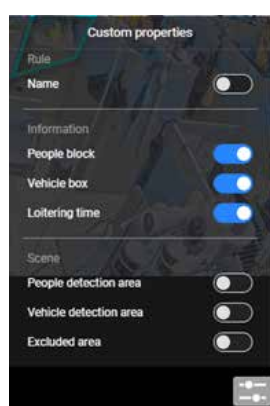 Custom properties
Rule
Name
Information
People block
Vehicle box
Loitering time
Scene
People detection area
Vehicle detection area
Excluded area